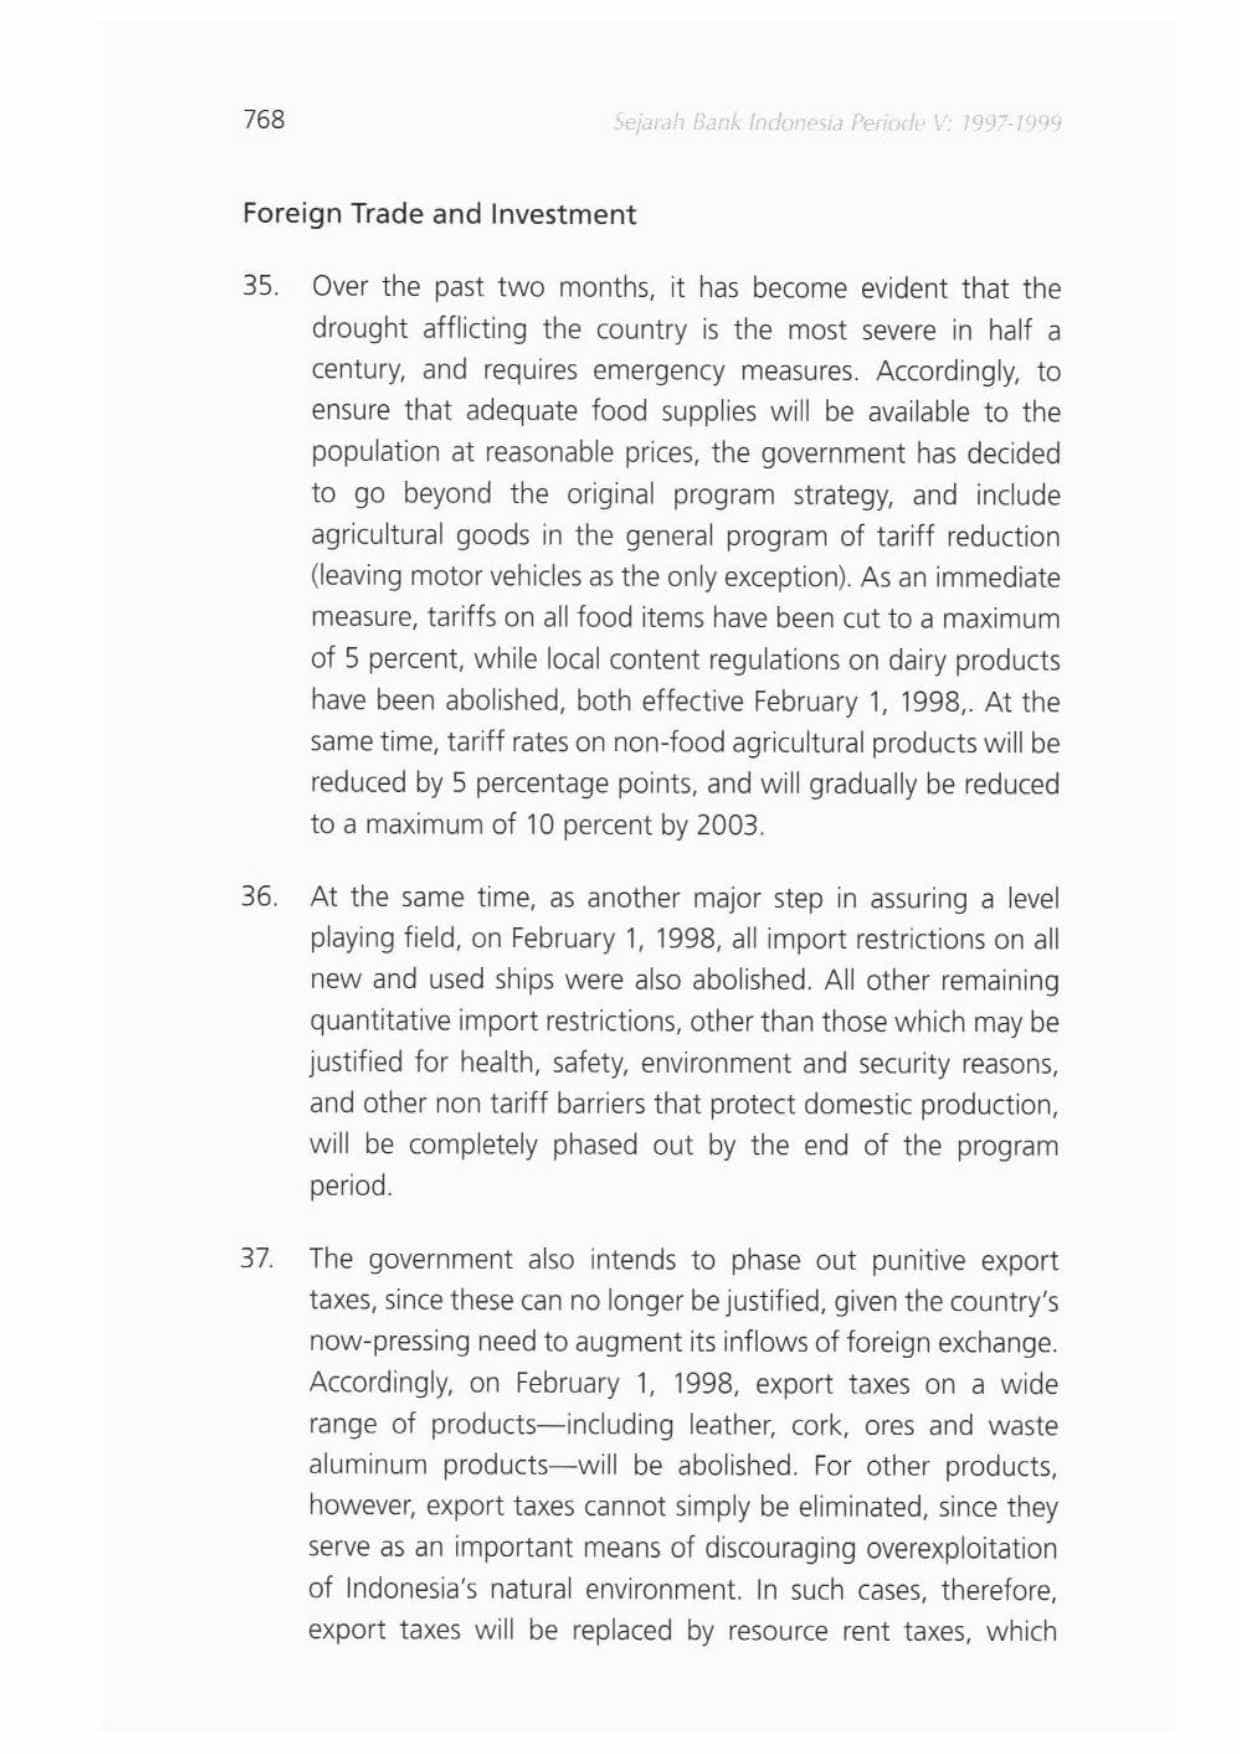 768
Sejarah Bank Indonesia Periode V: 1997-1999
Foreign Trade and Investment
35. Over the past two months, it has become evident that the
drought afflicting the country is the most severe in half a
century, and requires emergency measures. Accordingly, to
ensure that adequate food supplies will be available to the
population at reasonable prices, the government has decided
to go beyond the original program strategy, and include
agricultural goods in the general program of tariff reduction
(leaving motor vehicles as the only exception). As an immediate
measure, tariffs on all food items have been cut to a maximum
of 5 percent, while local content regulations on dairy products
have been abolished, both effective February 1, 1998,. At the
same time, tariff rates on non-food agricultural products will be
reduced by 5 percentage points, and will gradually be reduced
to a maximum of 10 percent by 2003.
36. At the same time, as another major step in assuring a level
playing field, on February 1, 1998, all import restrictions on all
new and used ships were also abolished. All other remaining
quantitative import restrictions, other than those which may be
justified for health, safety, environment and security reasons,
and other non tariff barriers that protect domestic production,
will be completely phased out by the end of the program
period.
37. The government also intends to phase out punitive export
taxes, since these can no longer be justified, given the country's
now-pressing need to augment its inflows of foreign exchange.
Accordingly, on February 1, 1998, export taxes on a wide
range of products—including leather, cork, ores and waste
aluminum products—will be abolished. For other products,
however, export taxes cannot simply be eliminated, since they
serve as an important means of discouraging overexploitation
of Indonesia's natural environment. In such cases, therefore,
export taxes will be replaced by resource rent taxes, which